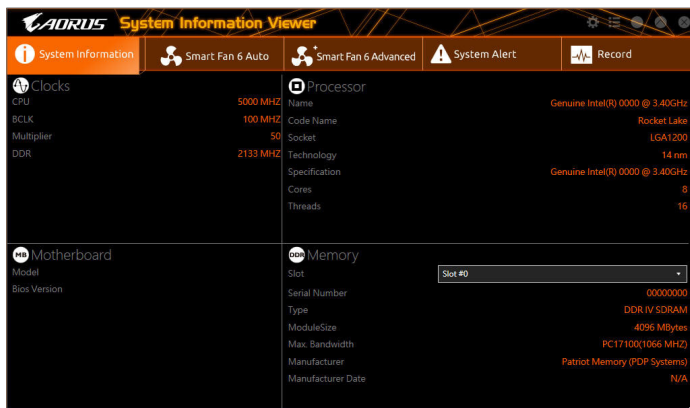 AORUS System Information Viewer
System Information
Smart Fan 6 Auto
Smart Fan 6 Advanced
System Alert
Record
Clocks
CPU 5000 MHZ
BCLK 100 MHZ
Multiplier 50
DDR 2133 MHZ
Processor
Name Genuine Intel(R) 0000 @ 3.40GHz
Code Name Rocket Lake
Socket LGA1200
Technology 14 nm
Specification Genuine Intel(R) 0000 @ 3.40GHz
Cores 8
Threads 16
MB Motherboard
Model
Bios Version
DDR Memory
Slot Slot #0
Serial Number 00000000
Type DDR IV SDRAM
ModuleSize 4096 MBytes
Max. Bandwidth PC17100(1066 MHZ)
Manufacturer Patriot Memory (PDP Systems)
Manufacturer Date N/A